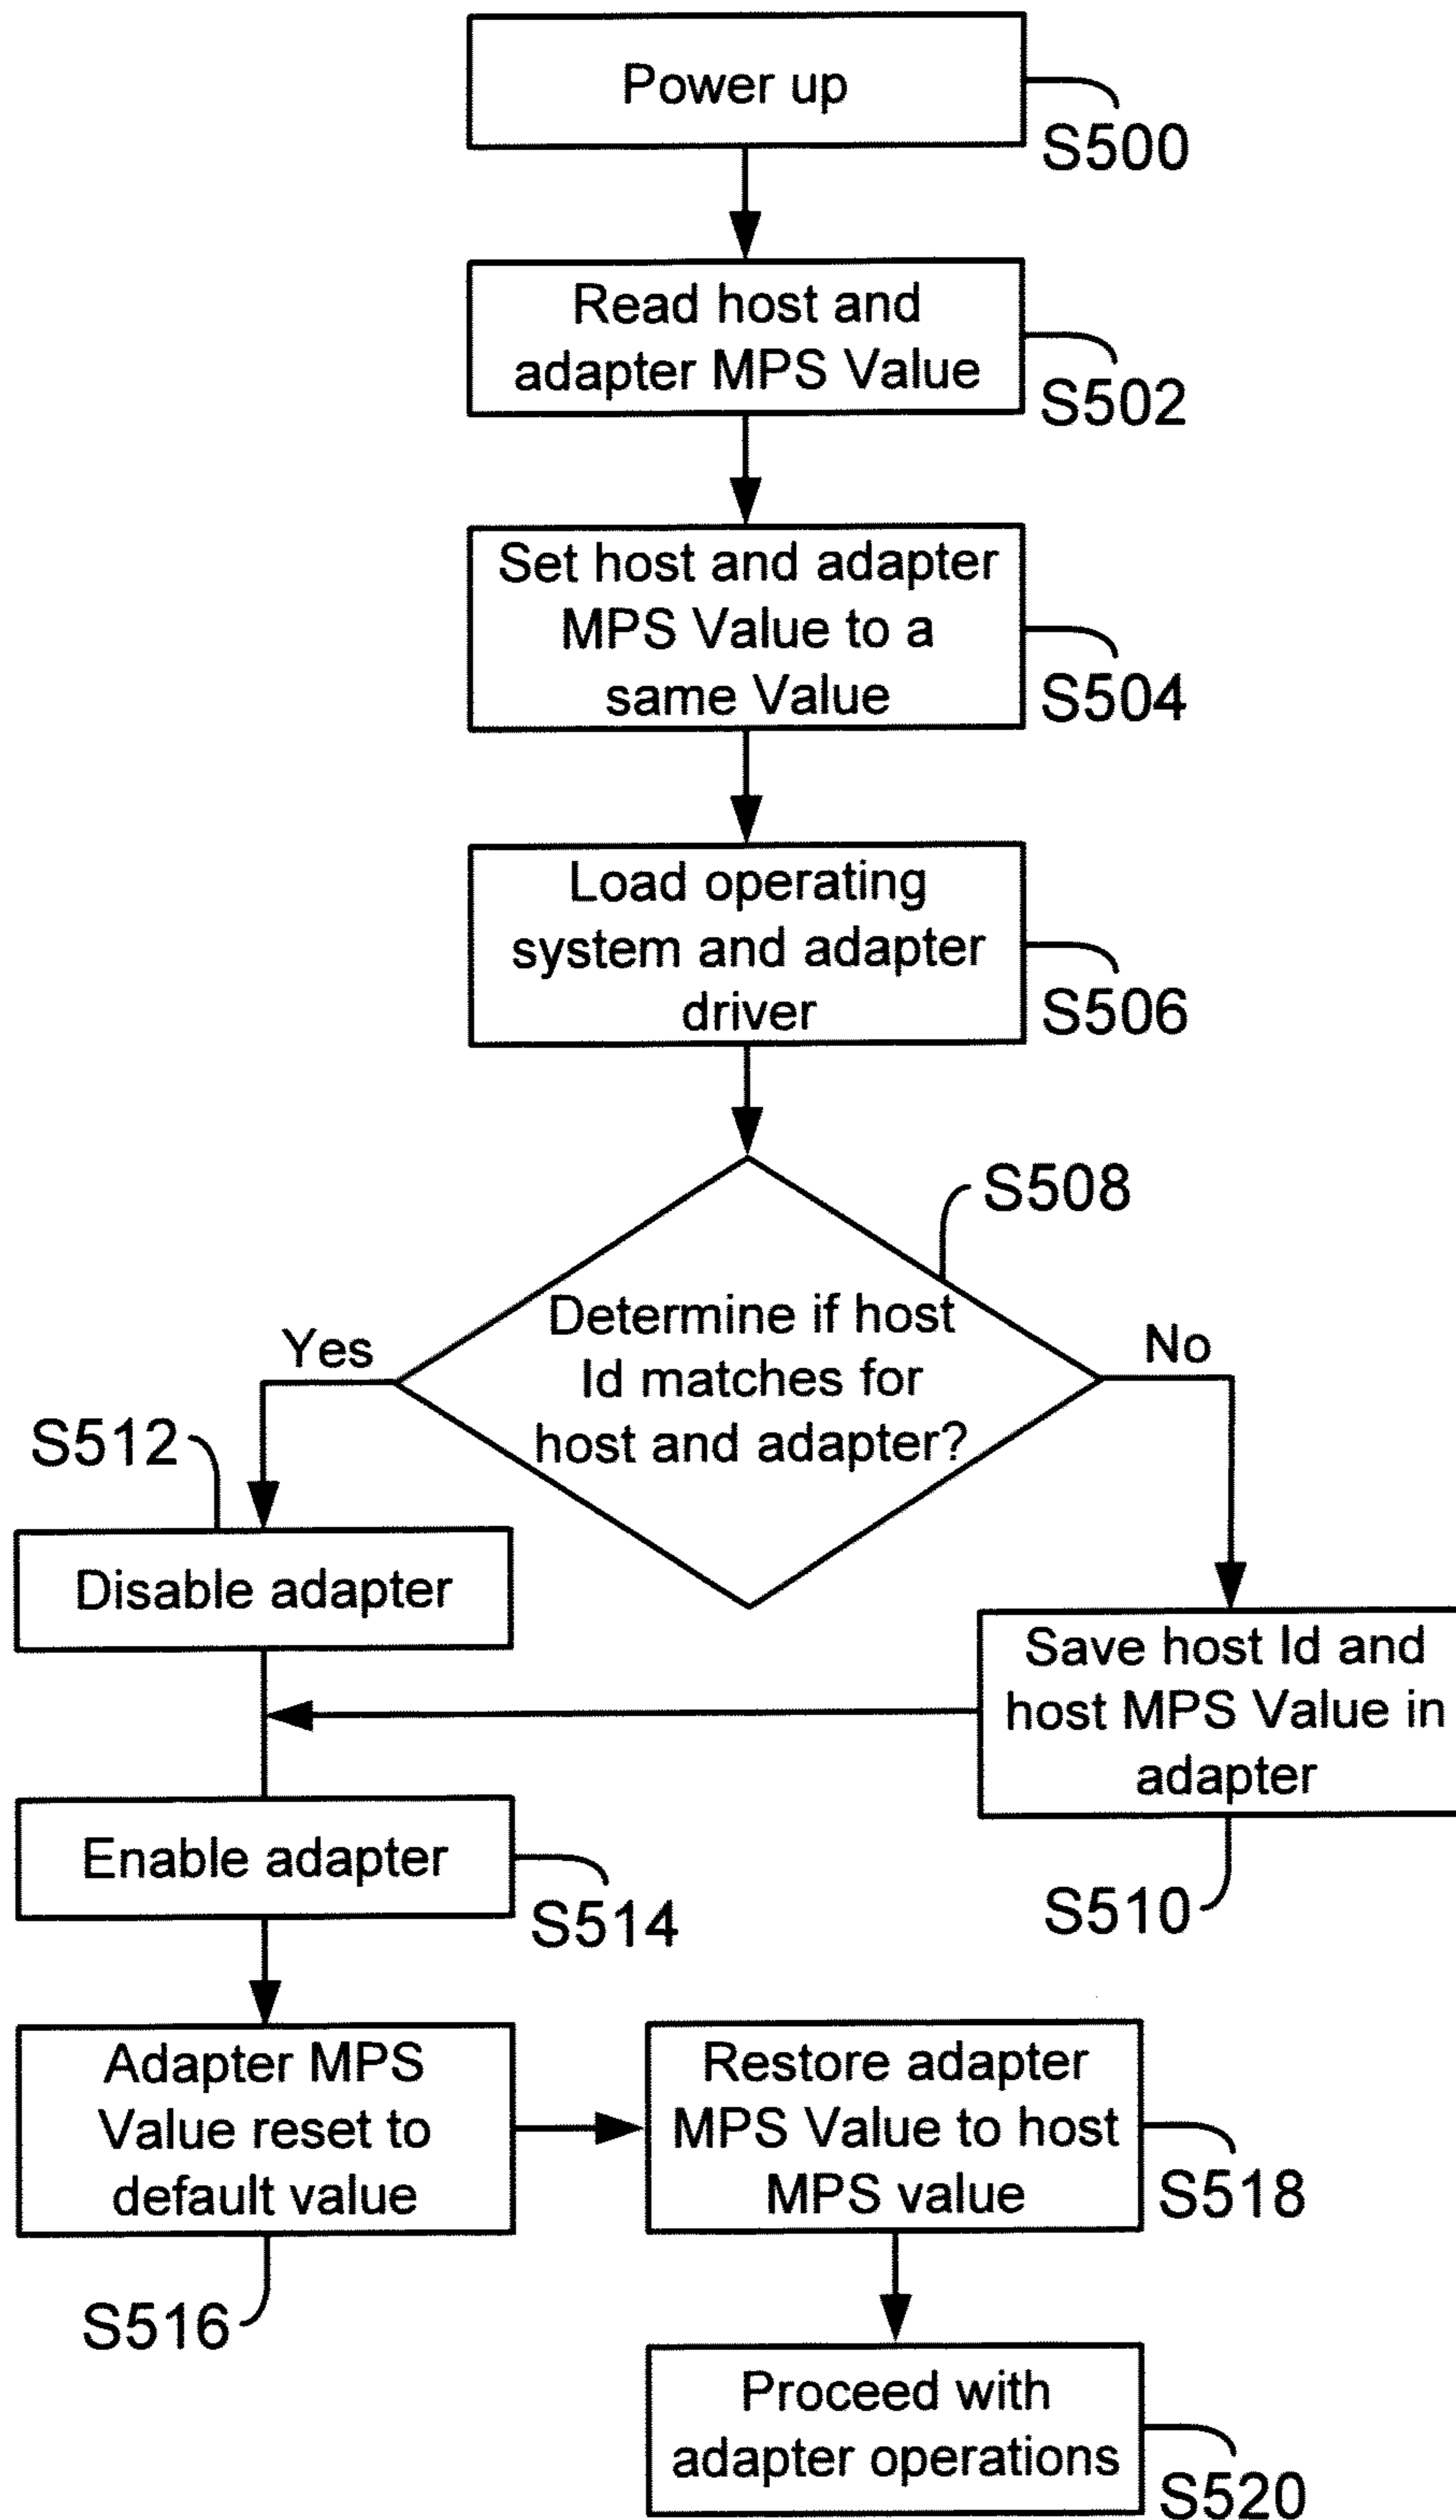 Power up
S500
Read host and
adapter MPS Value
S502
Set host and adapter
MPS Value to a
same Value
S504
Load operating
system and adapter
driver
S506
S508
Determine if host
Id matches for
host and adapter?
Yes
No
S512
Disable adapter
Save host Id and
host MPS Value in
adapter
S510
Enable adapter
S514
Adapter MPS
Value reset to
default value
S516
Restore adapter
MPS Value to host
MPS value
S518
Proceed with
adapter operations
S520